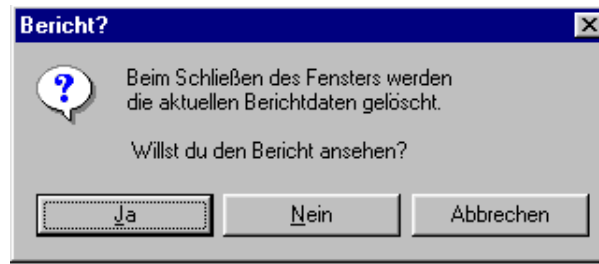 Bericht?
Beim Schließen des Fensters werden
die aktuellen Berichtdaten gelöscht.
Willst du den Bericht ansehen?
Ja Nein Abbrechen